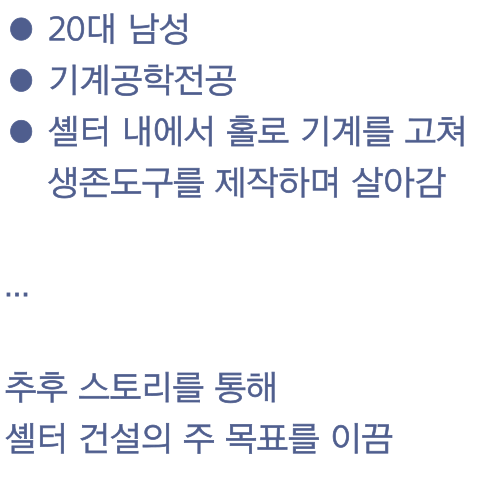 ● 20대 남성
● 기계공학전공
● 셸터 내에서 홀로 기계를 고쳐
생존도구를 제작하며 살아감
...
추후 스토리를 통해
셸터 건설의 주 목표를 이끔